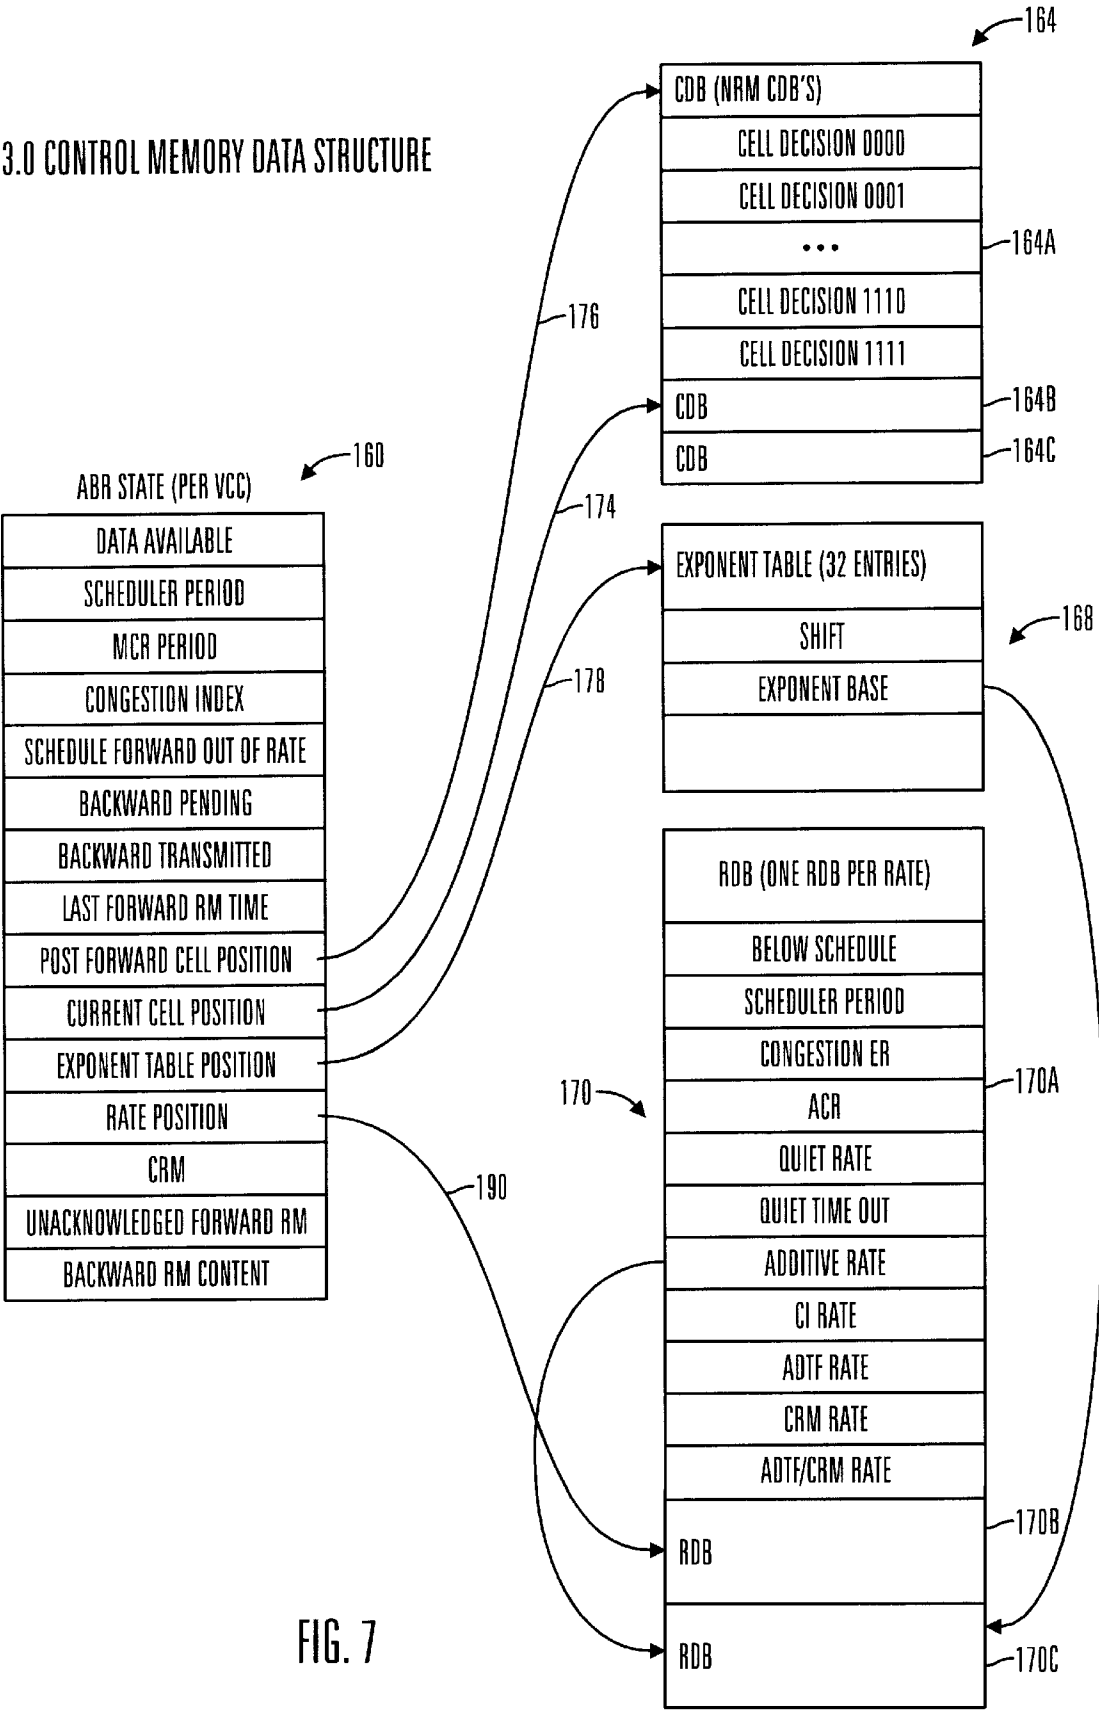 164
CDB (NRM CDB'S)
3.0 CONTROL MEMORY DATA STRUCTURE
CELL DECISION 0000
CELL DECISION 0001
•••
164A
CELL DECISION 1110
176
CELL DECISION 1111
CDB
164B
CDB
164C
160
ABR STATE (PER VCC)
174
DATA AVAILABLE
SCHEDULER PERIOD
MCR PERIOD
CONGESTION INDEX
SCHEDULE FORWARD OUT OF RATE
BACKWARD PENDING
BACKWARD TRANSMITTED
LAST FORWARD RM TIME
POST FORWARD CELL POSITION
CURRENT CELL POSITION
EXPONENT TABLE POSITION
RATE POSITION
CRM
UNACKNOWLEDGED FORWARD RM
BACKWARD RM CONTENT
EXPONENT TABLE (32 ENTRIES)
168
SHIFT
178
EXPONENT BASE
RDB (ONE RDB PER RATE)
BELOW SCHEDULE
SCHEDULER PERIOD
CONGESTION ER
170A
170
ACR
QUIET RATE
190
QUIET TIME OUT
ADDITIVE RATE
CI RATE
ADTF RATE
CRM RATE
ADTF/CRM RATE
170B
RDB
RDB
170C
FIG. 7